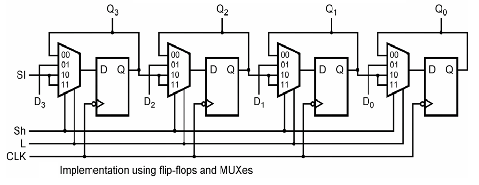 Q3 Q2 Q1 Q0
00 00 00 00
01 D Q 01 D Q 01 D Q 01 D Q
SI 10 10 10 10
11 11 11 11
D3 D2 D1 D0
Sh
L
CLK
Implementation using flip-flops and MUXes